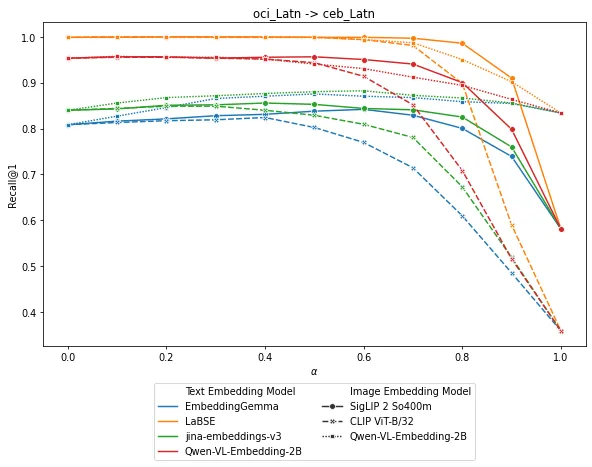 oci_Latn -> ceb_Latn
Recall@1
1.0
0.9
0.8
0.7
0.6
0.5
0.4
0.0 0.2 0.4 0.6 0.8 1.0
α
Text Embedding Model Image Embedding Model
EmbeddingGemma SigLIP 2 So400m
LaBSE CLIP ViT-B/32
jina-embeddings-v3 Qwen-VL-Embedding-2B
Qwen-VL-Embedding-2B